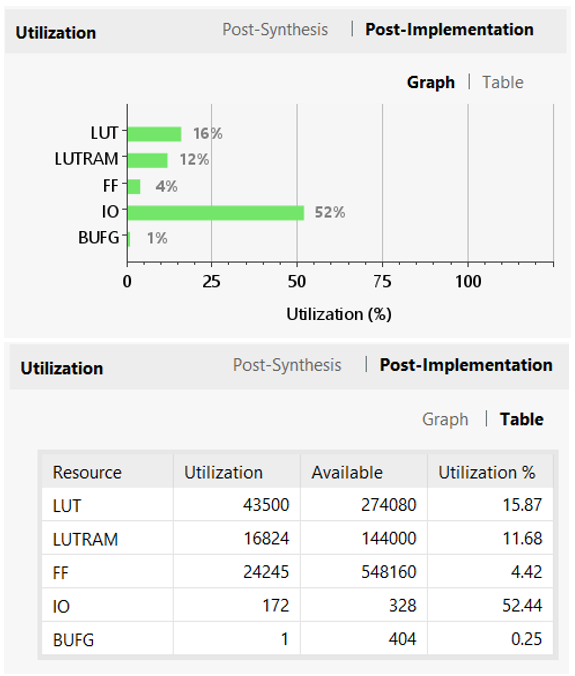 Utilization Post-Synthesis | Post-Implementation
Graph | Table
LUT 16%
LUTRAM 12%
FF 4%
IO 52%
BUFG 1%
0 25 50 75 100
Utilization (%)
Utilization Post-Synthesis | Post-Implementation
Graph | Table
Resource Utilization Available Utilization %
LUT 43500 274080 15.87
LUTRAM 16824 144000 11.68
FF 24245 548160 4.42
IO 172 328 52.44
BUFG 1 404 0.25